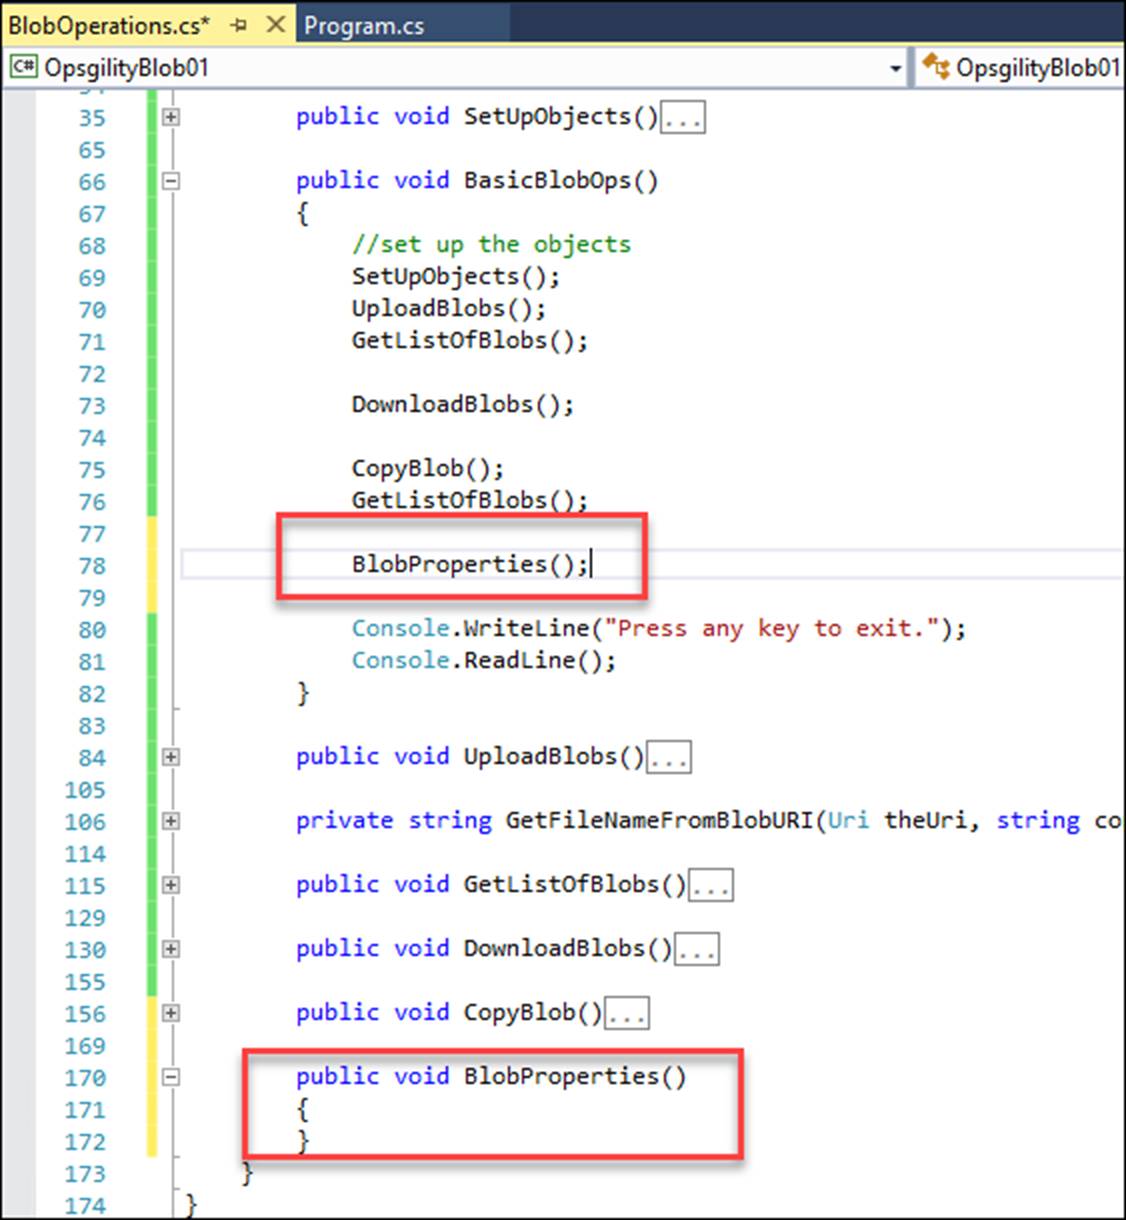 BlobOperations.cs* Program.cs
C# OpsgilityBlob01 OpsgilityBlob01
35 public void SetUpObjects()...
65
66 public void BasicBlobOps()
67 {
68 //set up the objects
69 SetUpObjects();
70 UploadBlobs();
71 GetListOfBlobs();
72
73 DownloadBlobs();
74
75 CopyBlob();
76 GetListOfBlobs();
77
78 BlobProperties();
79
80 Console.WriteLine("Press any key to exit.");
81 Console.ReadLine();
82 }
83
84 public void UploadBlobs()...
105
106 private string GetFileNameFromBlobURI(Uri theUri, string co
114
115 public void GetListOfBlobs()...
129
130 public void DownloadBlobs()...
155
156 public void CopyBlob()...
169
170 public void BlobProperties()
171 {
172 }
173 }
174 }